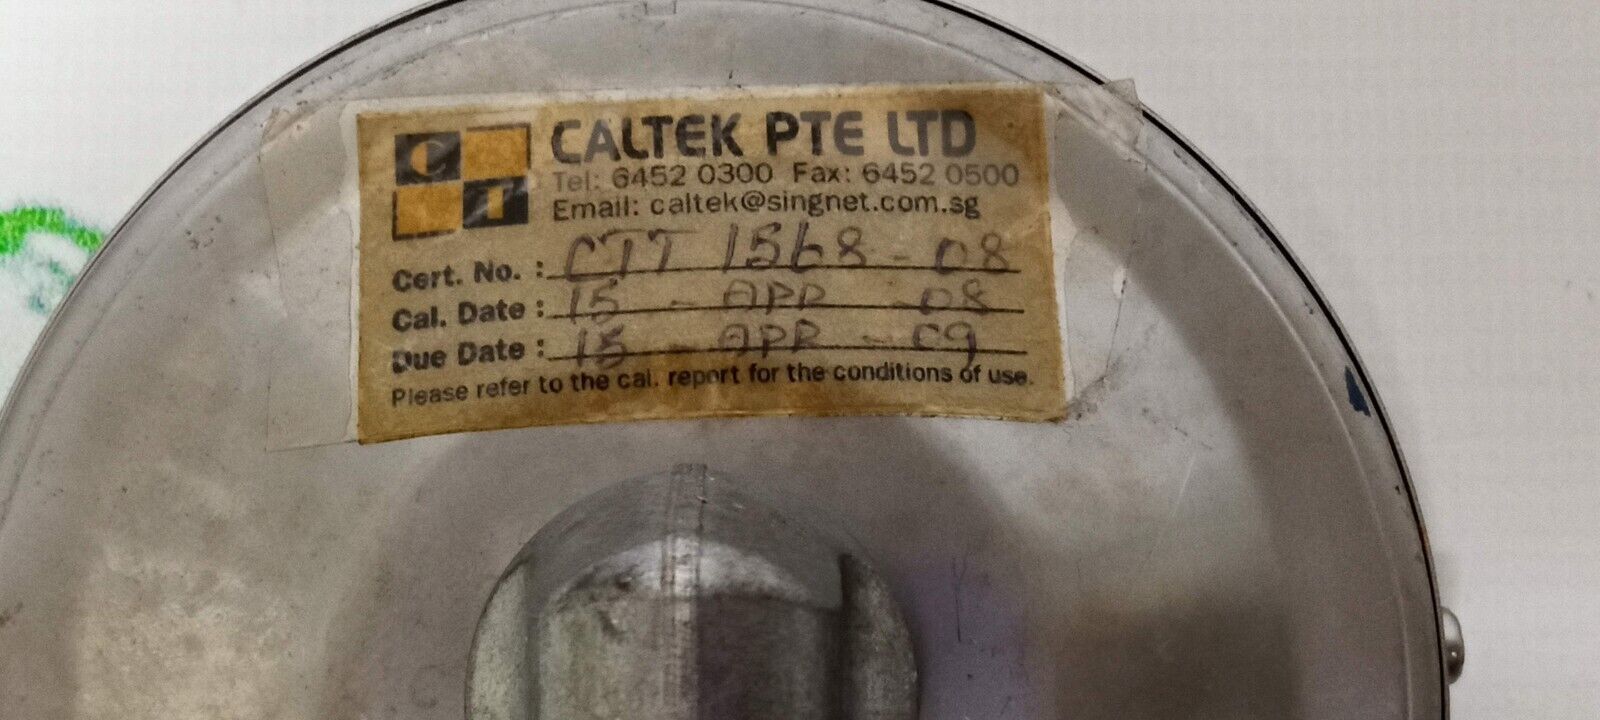 C
T
CALTEK PTE LTD
Tel: 6452 0300 Fax: 6452 0500
Email: caltek@singnet.com.sg
Cert. No. : CTT 1568 - 08
Cal. Date : 15 - APR - 08
Due Date : 15 - APR - 09
Please refer to the cal. report for the conditions of use.